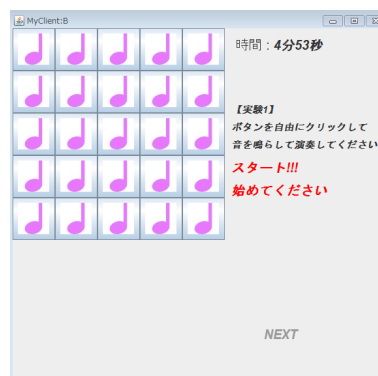 MyClient:B
時間：4分53秒
【実験1】
ボタンを自由にクリックして
音を鳴らして演奏してください
スタート!!!
始めてください
NEXT